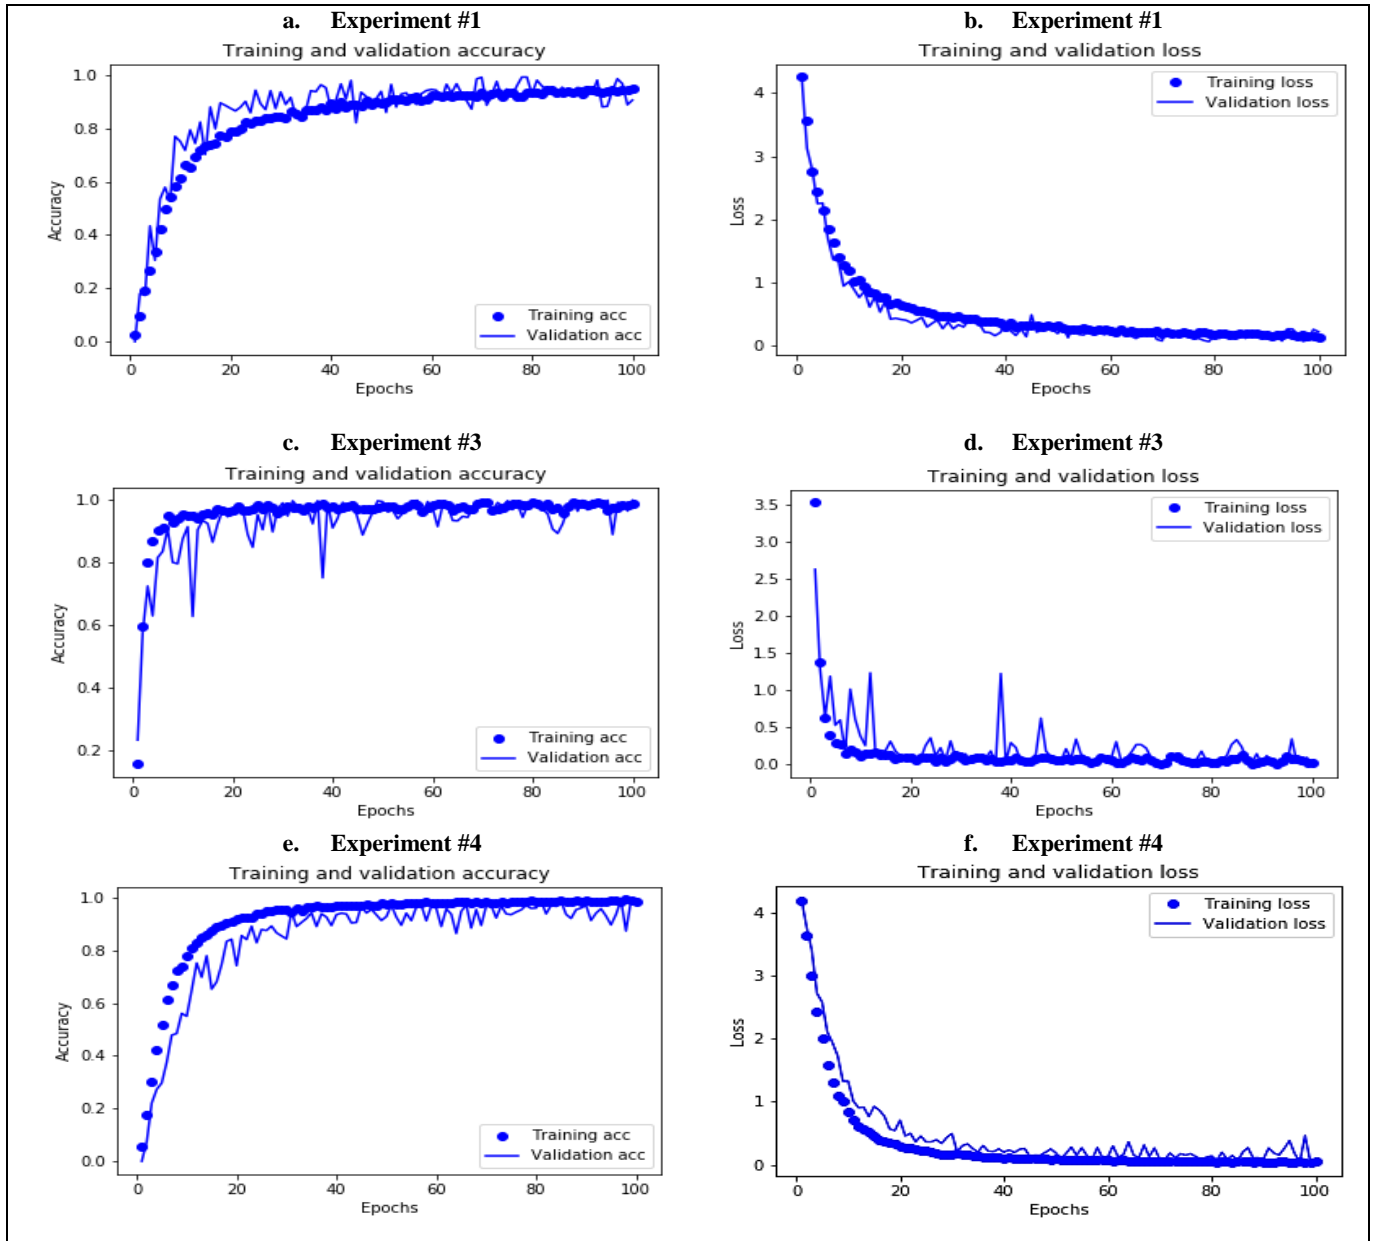 a. Experiment #1
Training and validation accuracy
1.0
0.8
0.6
0.4
0.2
0.0
Accuracy
0 20 40 60 80 100
Epochs
Training acc
Validation acc
b. Experiment #1
Training and validation loss
4
3
2
1
0
Loss
0 20 40 60 80 100
Epochs
Training loss
Validation loss
c. Experiment #3
Training and validation accuracy
1.0
0.8
0.6
0.4
0.2
Accuracy
0 20 40 60 80 100
Epochs
Training acc
Validation acc
d. Experiment #3
Training and validation loss
3.5
3.0
2.5
2.0
1.5
1.0
0.5
0.0
Loss
0 20 40 60 80 100
Epochs
Training loss
Validation loss
e. Experiment #4
Training and validation accuracy
1.0
0.8
0.6
0.4
0.2
0.0
Accuracy
0 20 40 60 80 100
Epochs
Training acc
Validation acc
f. Experiment #4
Training and validation loss
4
3
2
1
0
Loss
0 20 40 60 80 100
Epochs
Training loss
Validation loss